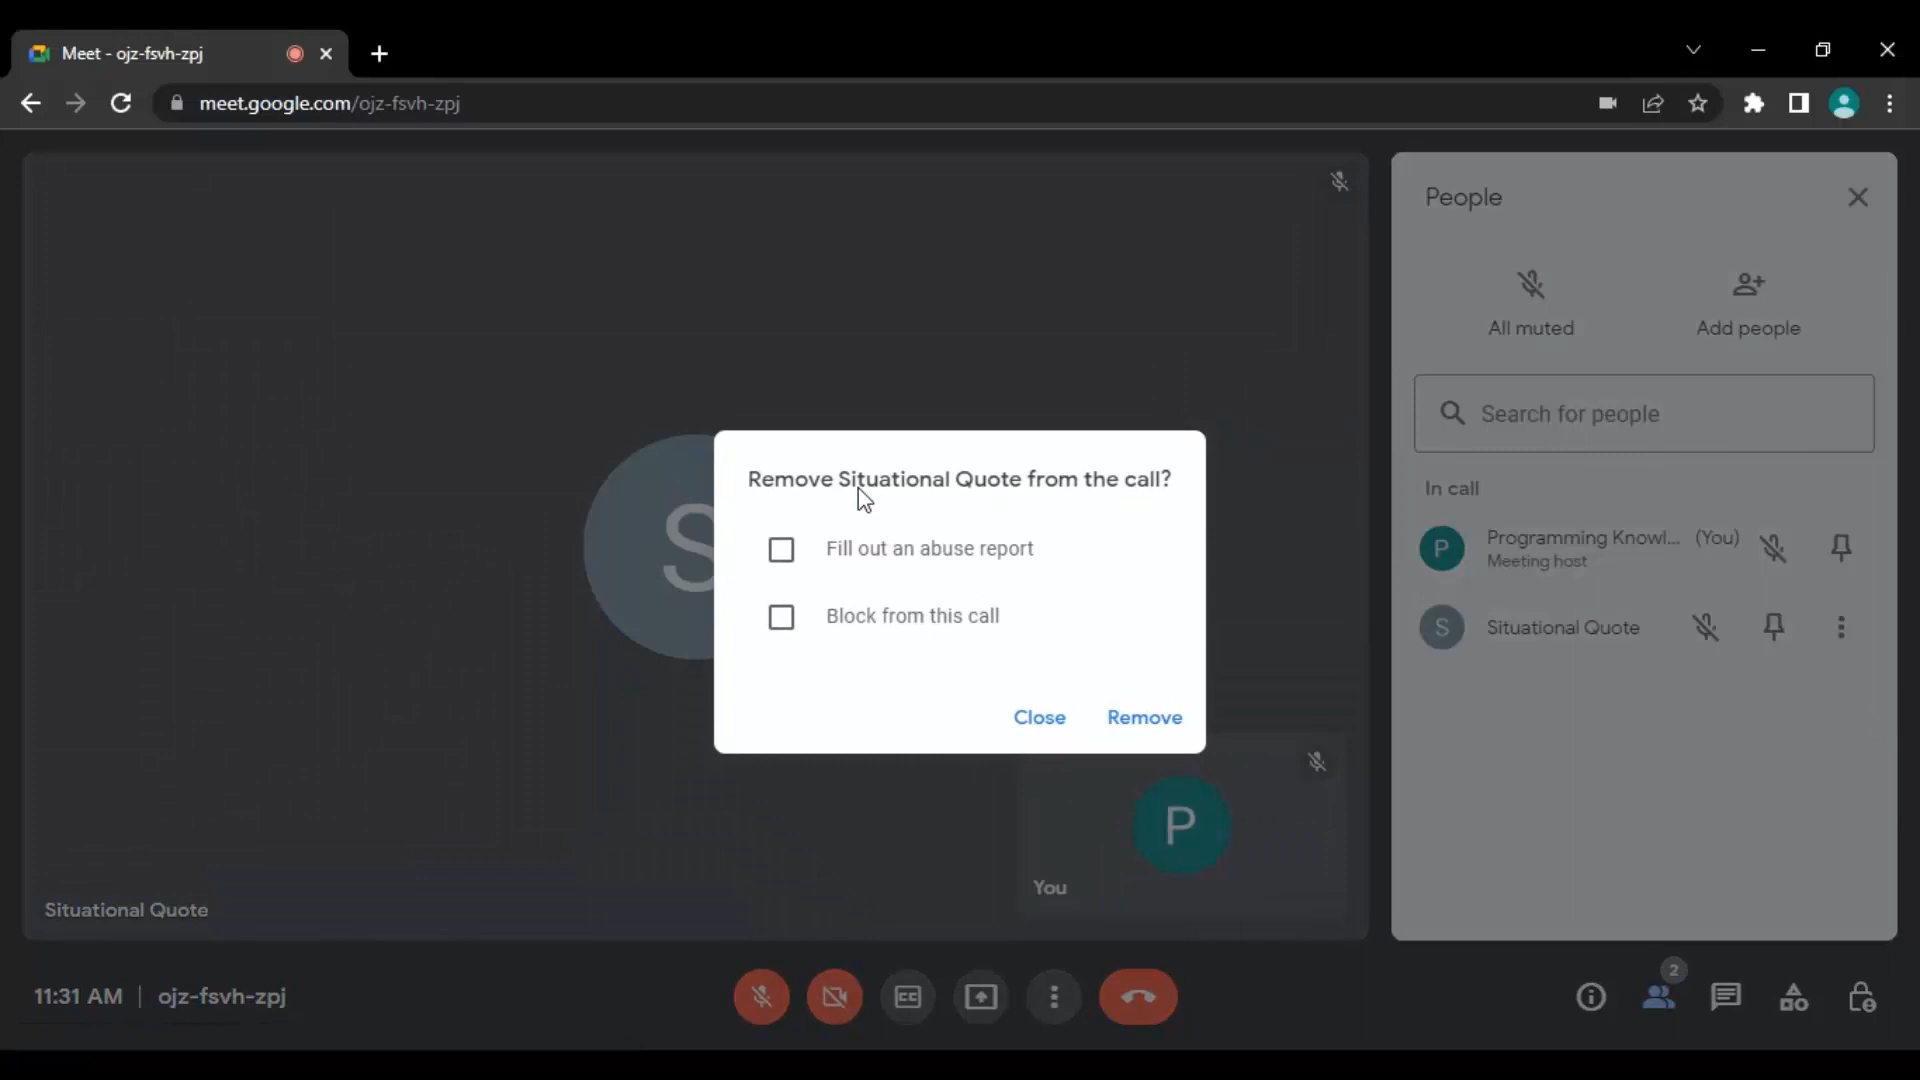 Meet - ojz-fsvh-zpj
meet.google.com/ojz-fsvh-zpj
People
All muted
Add people
Search for people
In call
P
Programming Knowl... (You)
Meeting host
S
Situational Quote
S
Remove Situational Quote from the call?
Fill out an abuse report
Block from this call
Close
Remove
P
You
Situational Quote
11:31 AM | ojz-fsvh-zpj
CC
2